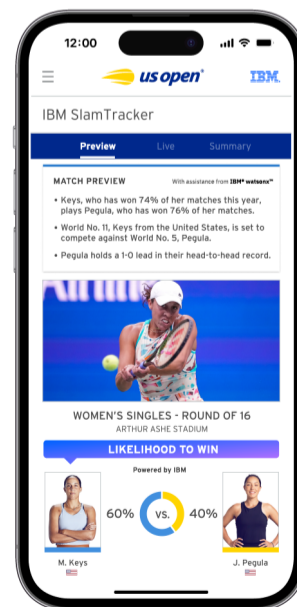 12:00
us open
IBM
IBM SlamTracker
Preview Live Summary
MATCH PREVIEW With assistance from IBM® watsonx™
• Keys, who has won 74% of her matches this year,
plays Pegula, who has won 76% of her matches.
• World No. 11, Keys from the United States, is set to
compete against World No. 5, Pegula.
• Pegula holds a 1-0 lead in their head-to-head record.
WOMEN'S SINGLES - ROUND OF 16
ARTHUR ASHE STADIUM
LIKELIHOOD TO WIN
Powered by IBM
60% VS. 40%
M. Keys J. Pegula